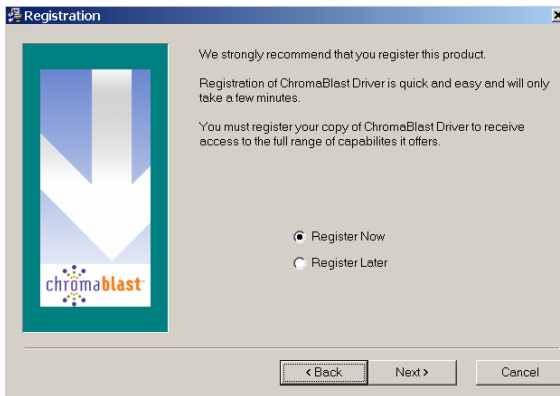 Registration
We strongly recommend that you register this product.
Registration of ChromaBlast Driver is quick and easy and will only
take a few minutes.
You must register your copy of ChromaBlast Driver to receive
access to the full range of capabilites it offers.
Register Now
Register Later
chromablast
< Back
Next >
Cancel